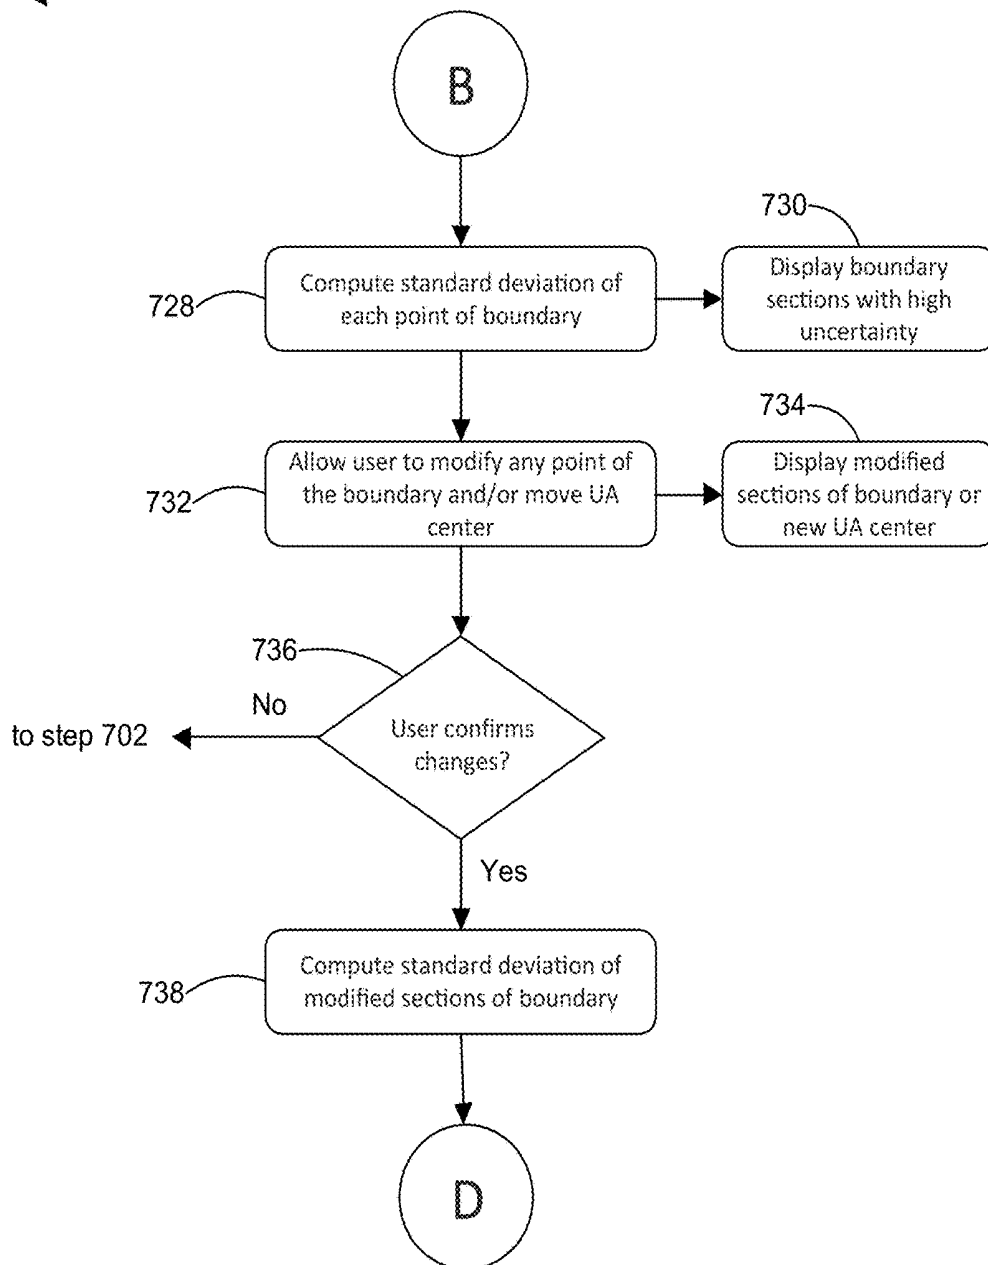 B
730
Display boundary
sections with high
uncertainty
728
Compute standard deviation of
each point of boundary
734
Display modified
sections of boundary or
new UA center
732
Allow user to modify any point of
the boundary and/or move UA
center
736
No
to step 702
User confirms
changes?
Yes
738
Compute standard deviation of
modified sections of boundary
D